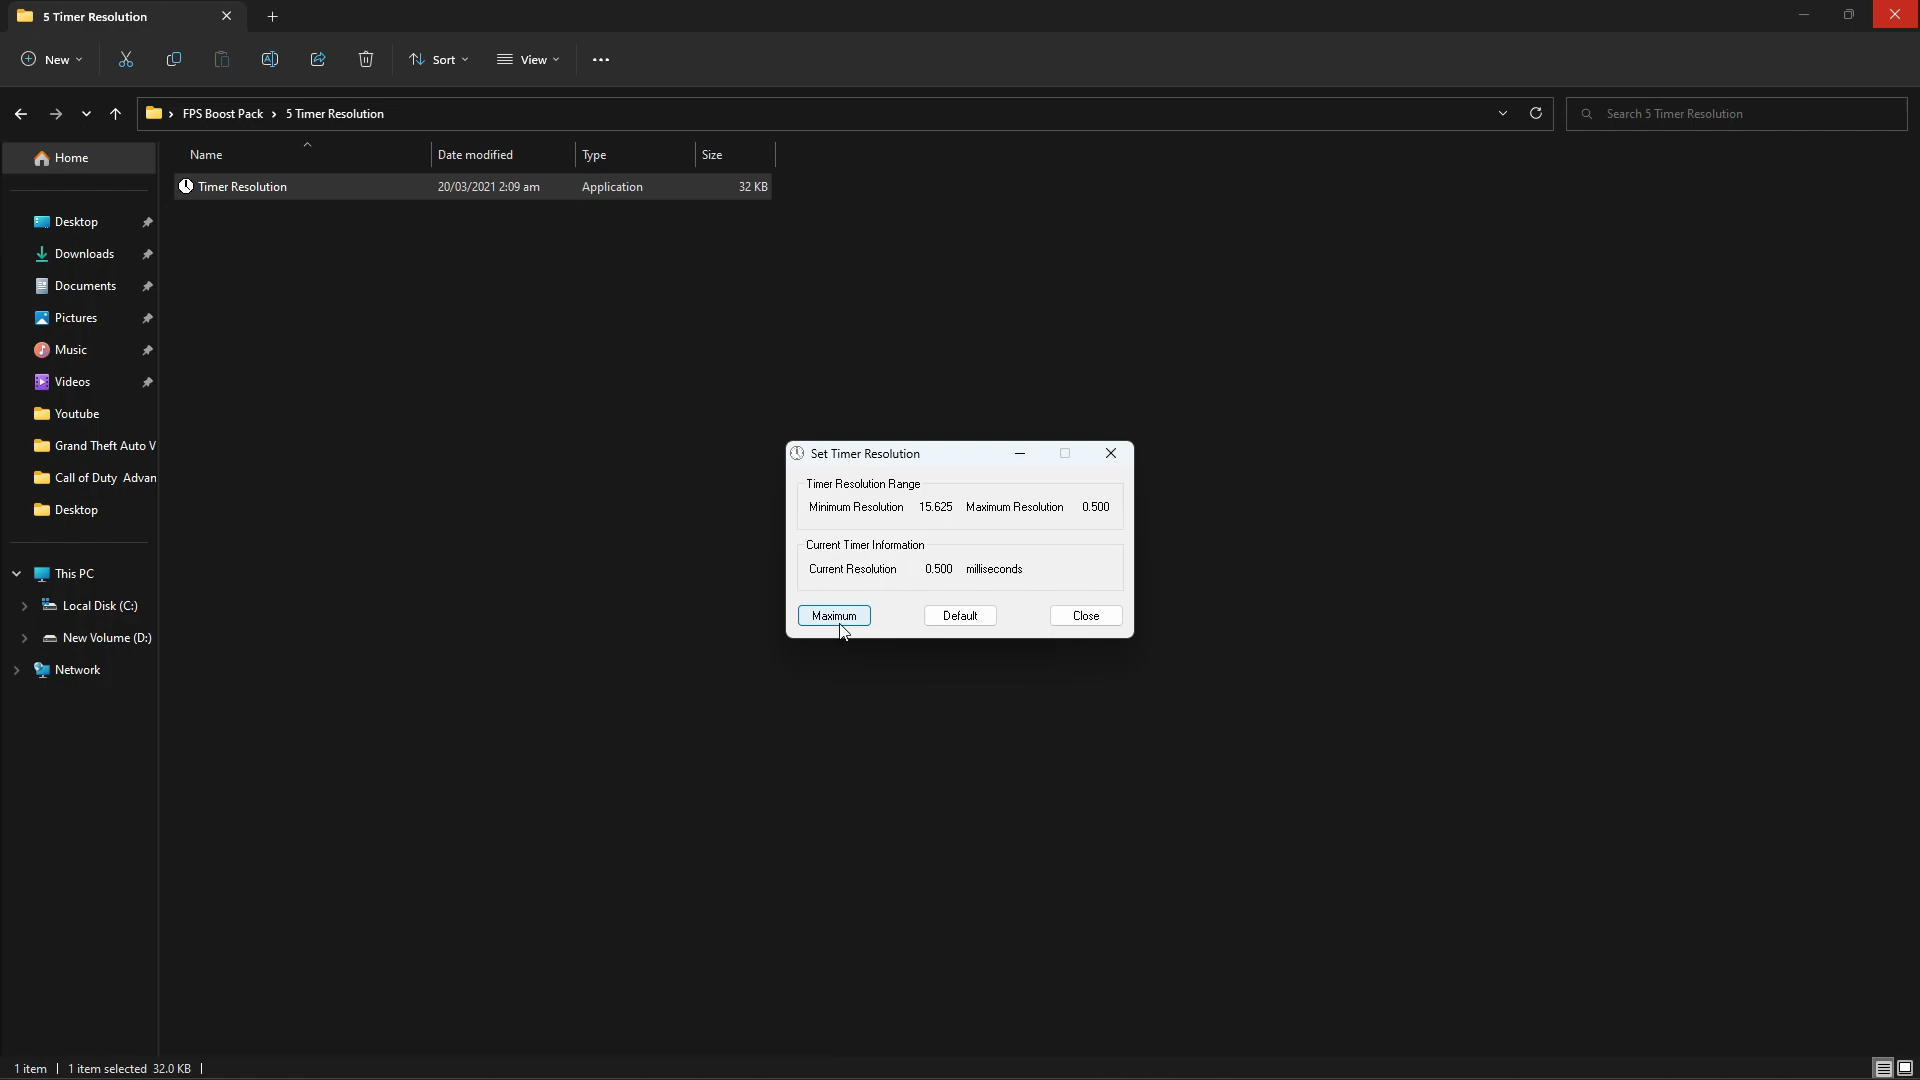 5 Timer Resolution
New
Sort
View
FPS Boost Pack > 5 Timer Resolution
Search 5 Timer Resolution
Home
Name Date modified Type Size
Timer Resolution 20/03/2021 2:09 am Application 32 KB
Desktop
Downloads
Documents
Pictures
Music
Videos
Youtube
Grand Theft Auto V
Call of Duty Advan
Desktop
This PC
Local Disk (C:)
New Volume (D:)
Network
Set Timer Resolution
Timer Resolution Range
Minimum Resolution 15.625 Maximum Resolution 0.500
Current Timer Information
Current Resolution 0.500 milliseconds
Maximum Default Close
1 item | 1 item selected 32.0 KB |